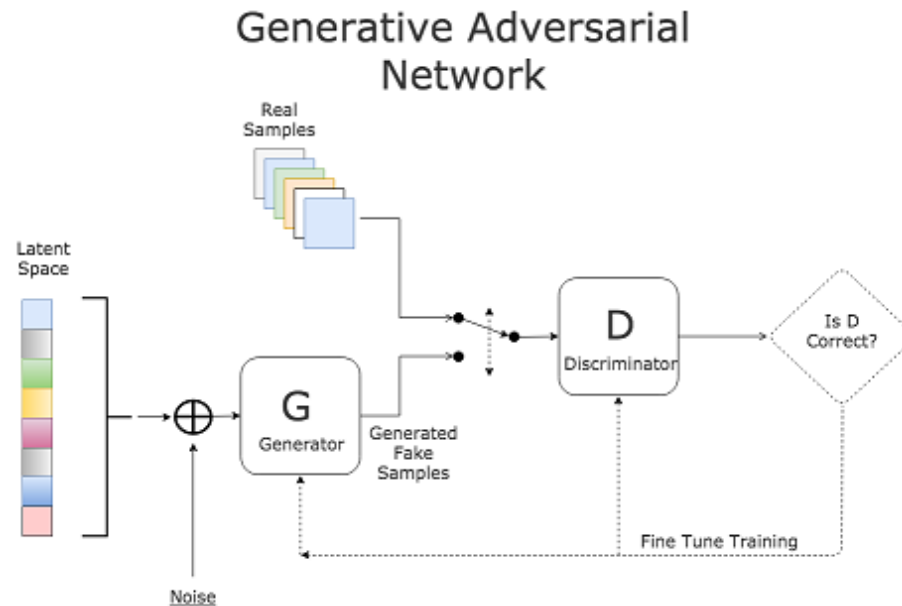 Generative Adversarial
Network
Real
Samples
Latent
Space
D
Discriminator
Is D
Correct?
G
Generator
Generated
Fake
Samples
Fine Tune Training
Noise